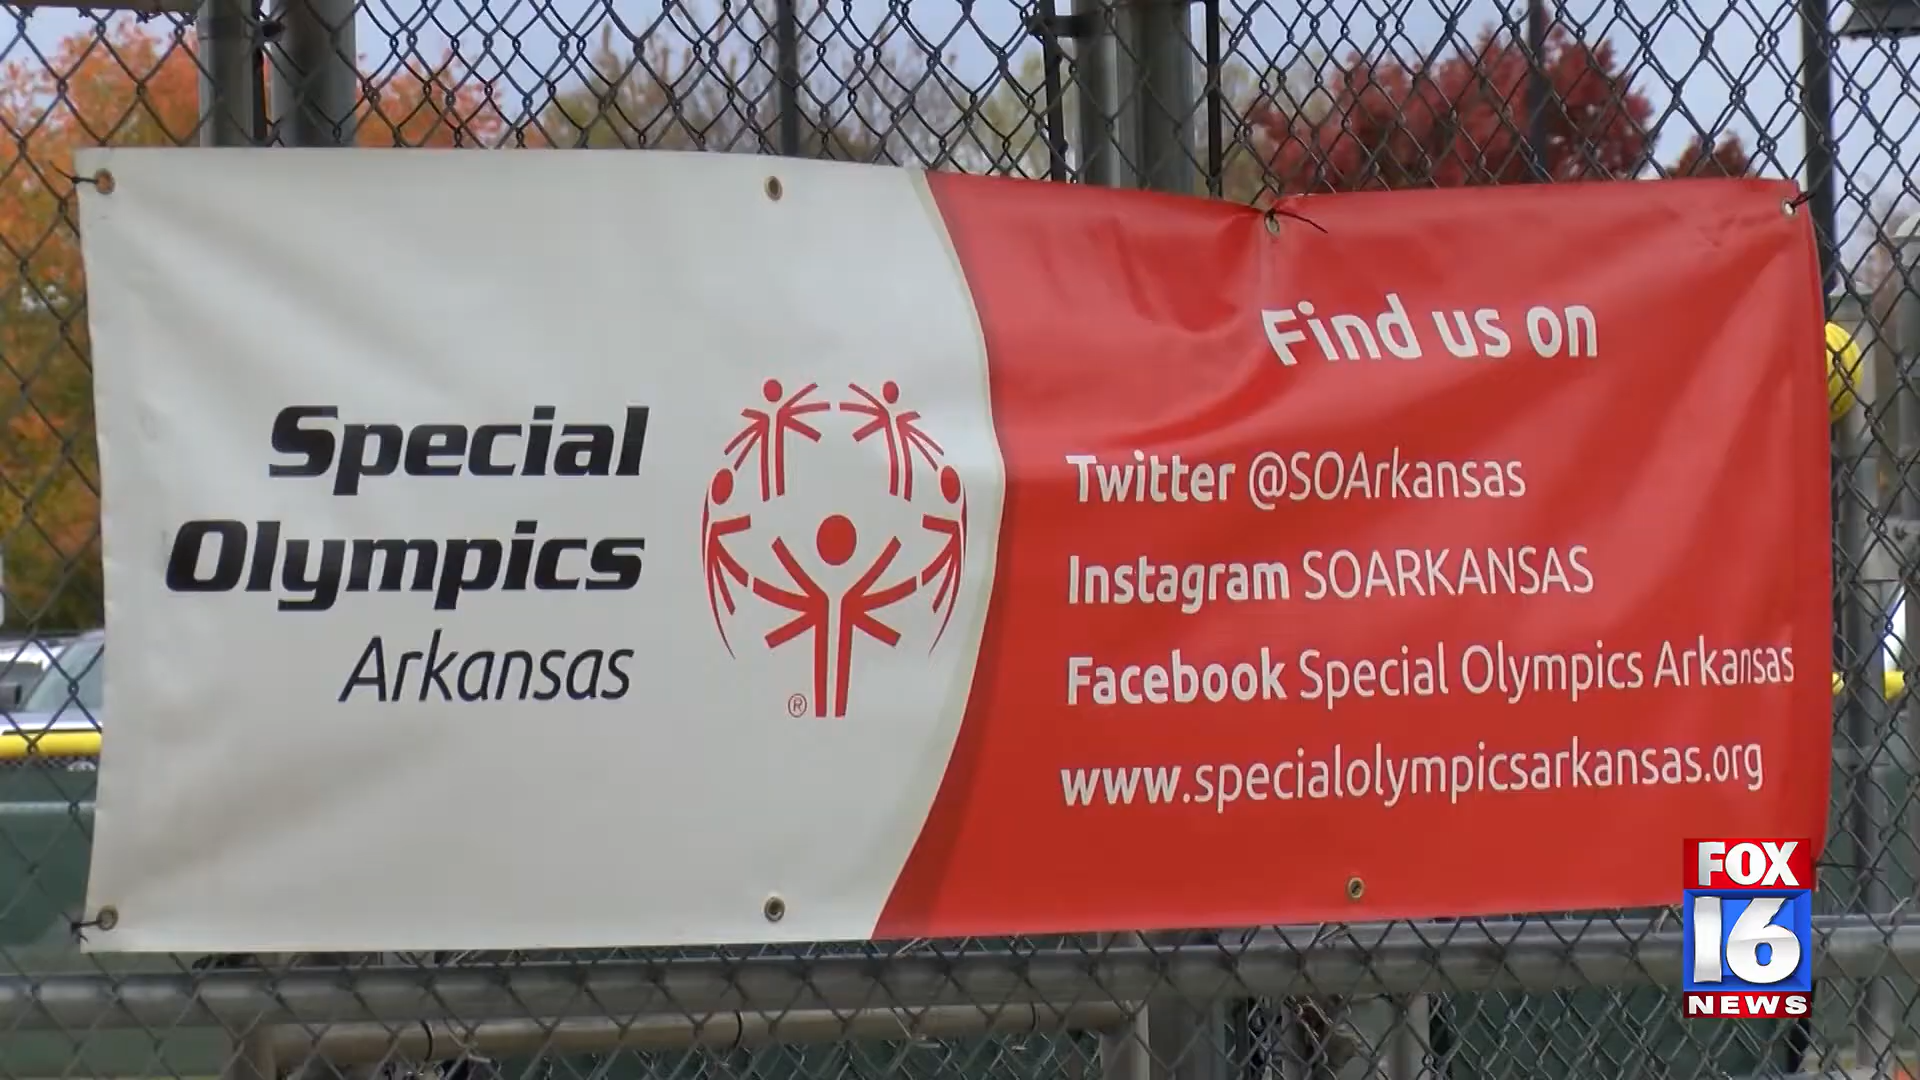 Special
Olympics
Arkansas
®
Find us on
Twitter @SOArkansas
Instagram SOARKANSAS
Facebook Special Olympics Arkansas
www.specialolympicsarkansas.org
FOX
16
NEWS